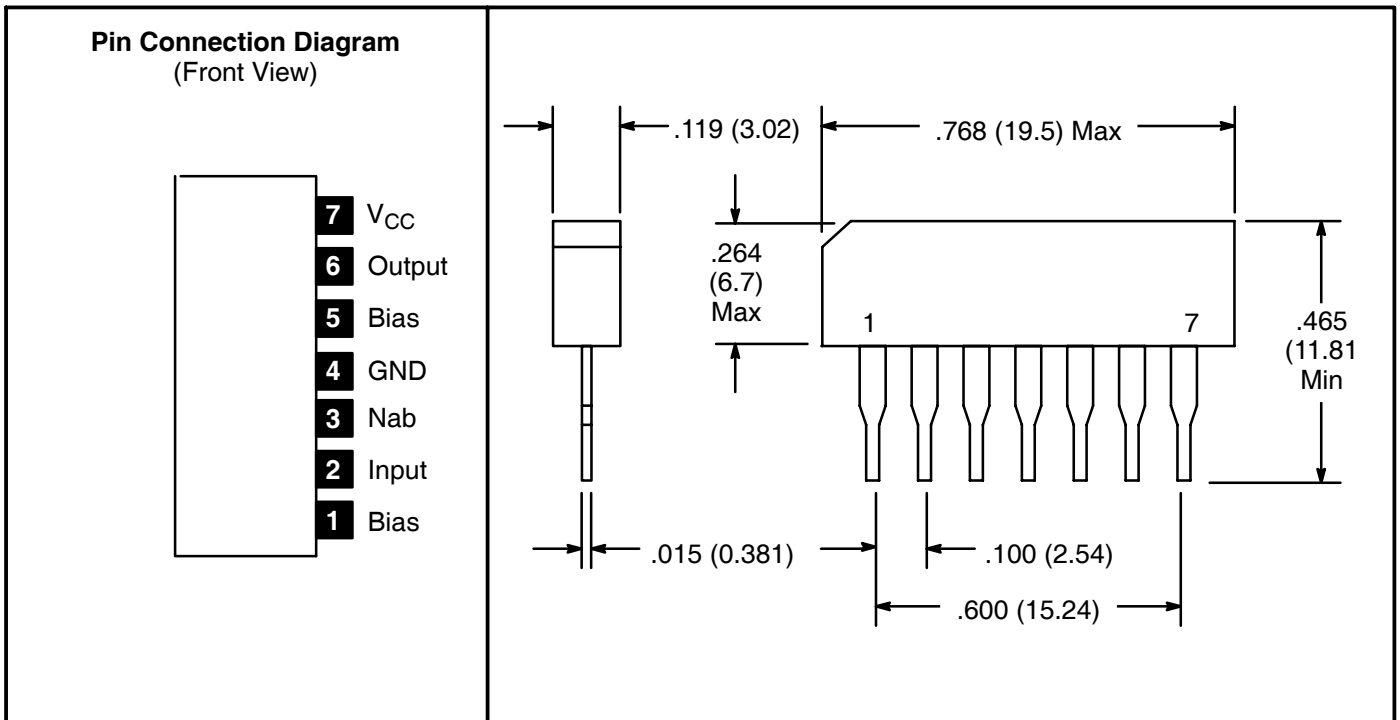 Pin Connection Diagram
(Front View)
7 VCC
6 Output
5 Bias
4 GND
3 Nab
2 Input
1 Bias
.119 (3.02)
.768 (19.5) Max
.264
(6.7)
Max
1
7
.465
(11.81
Min
.015 (0.381)
.100 (2.54)
.600 (15.24)